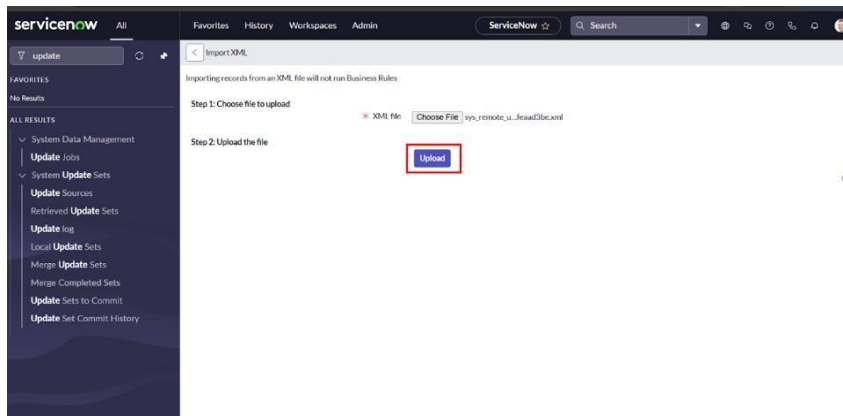 servicenow All Favorites History Workspaces Admin ServiceNow ☆ Search
update
Import XML
Importing records from an XML file will not run Business Rules
FAVORITES
No Results
ALL RESULTS
System Data Management
Update Jobs
System Update Sets
Update Sources
Retrieved Update Sets
Update log
Local Update Sets
Merge Update Sets
Merge Completed Sets
Update Sets to Commit
Update Set Commit History
Step 1: Choose file to upload
* XML file Choose File sys_remote_u...feaad3be.xml
Step 2: Upload the file
Upload